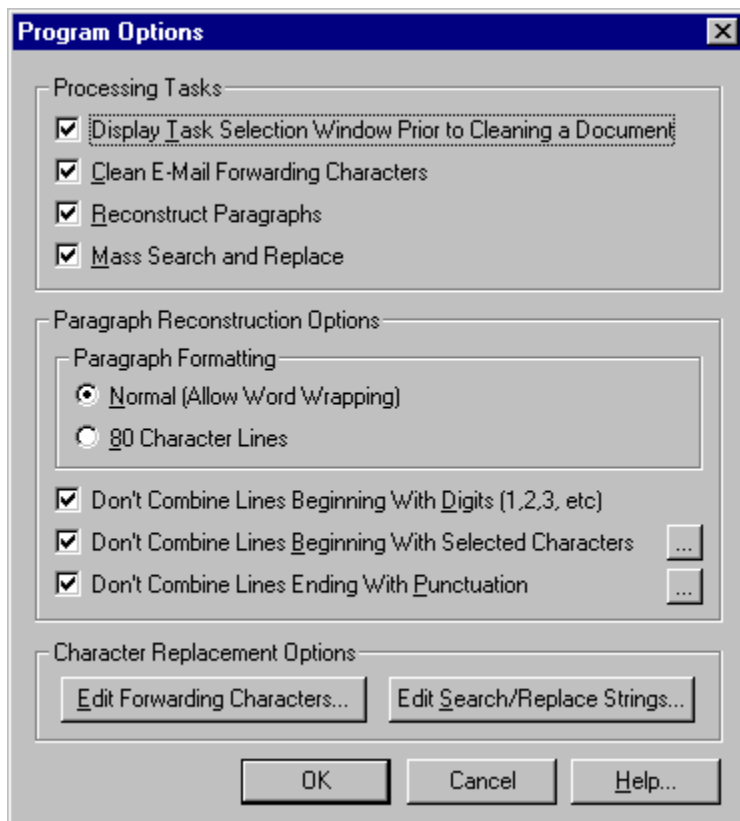 Program Options
Processing Tasks
Display Task Selection Window Prior to Cleaning a Document
Clean E-Mail Forwarding Characters
Reconstruct Paragraphs
Mass Search and Replace
Paragraph Reconstruction Options
Paragraph Formatting
Normal (Allow Word Wrapping)
80 Character Lines
Don't Combine Lines Beginning With Digits (1,2,3, etc)
Don't Combine Lines Beginning With Selected Characters ...
Don't Combine Lines Ending With Punctuation ...
Character Replacement Options
Edit Forwarding Characters... Edit Search/Replace Strings...
OK Cancel Help...